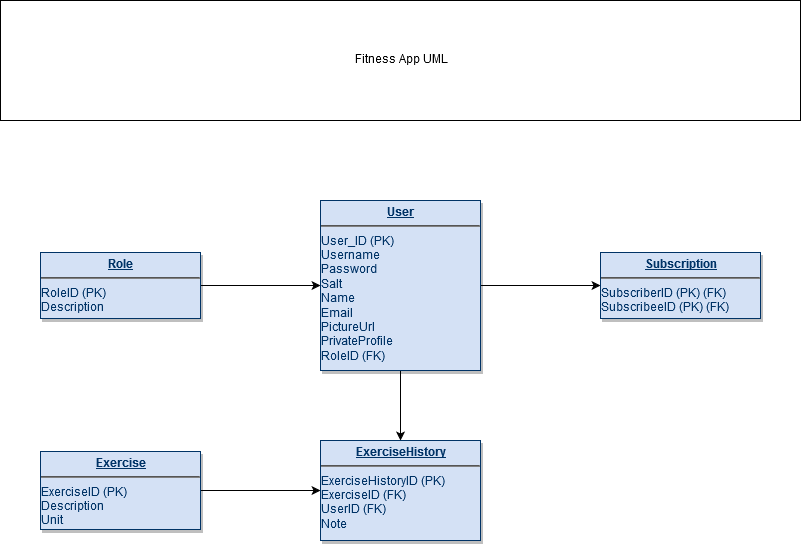 Fitness App UML
User
User_ID (PK)
Username
Password
Salt
Name
Email
PictureUrl
PrivateProfile
RoleID (FK)
Role
RoleID (PK)
Description
Subscription
SubscriberID (PK) (FK)
SubscribeeID (PK) (FK)
Exercise
ExerciseID (PK)
Description
Unit
ExerciseHistory
ExerciseHistoryID (PK)
ExerciseID (FK)
UserID (FK)
Note